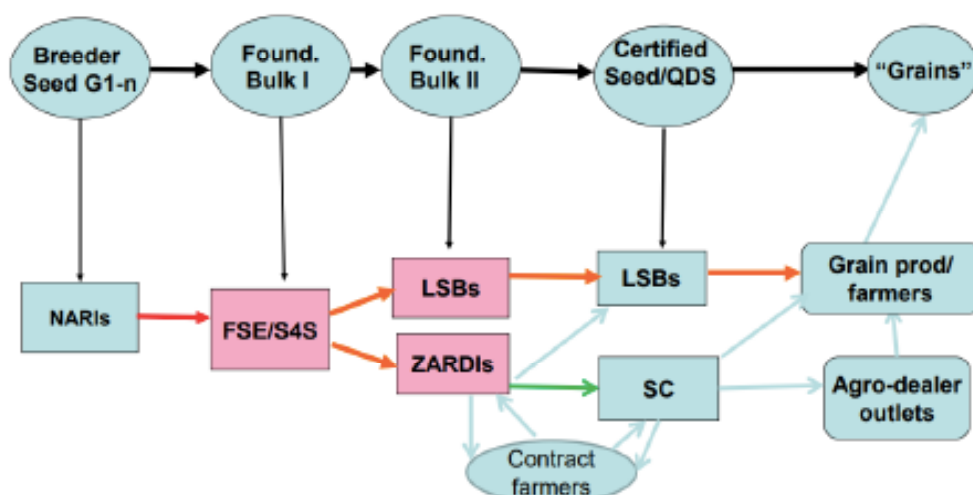 Breeder
Seed G1-n
Found.
Bulk I
Found.
Bulk II
Certified
Seed/QDS
“Grains”
NARIs
FSE/S4S
LSBs
ZARDIs
LSBs
SC
Grain prod/
farmers
Agro-dealer
outlets
Contract
farmers